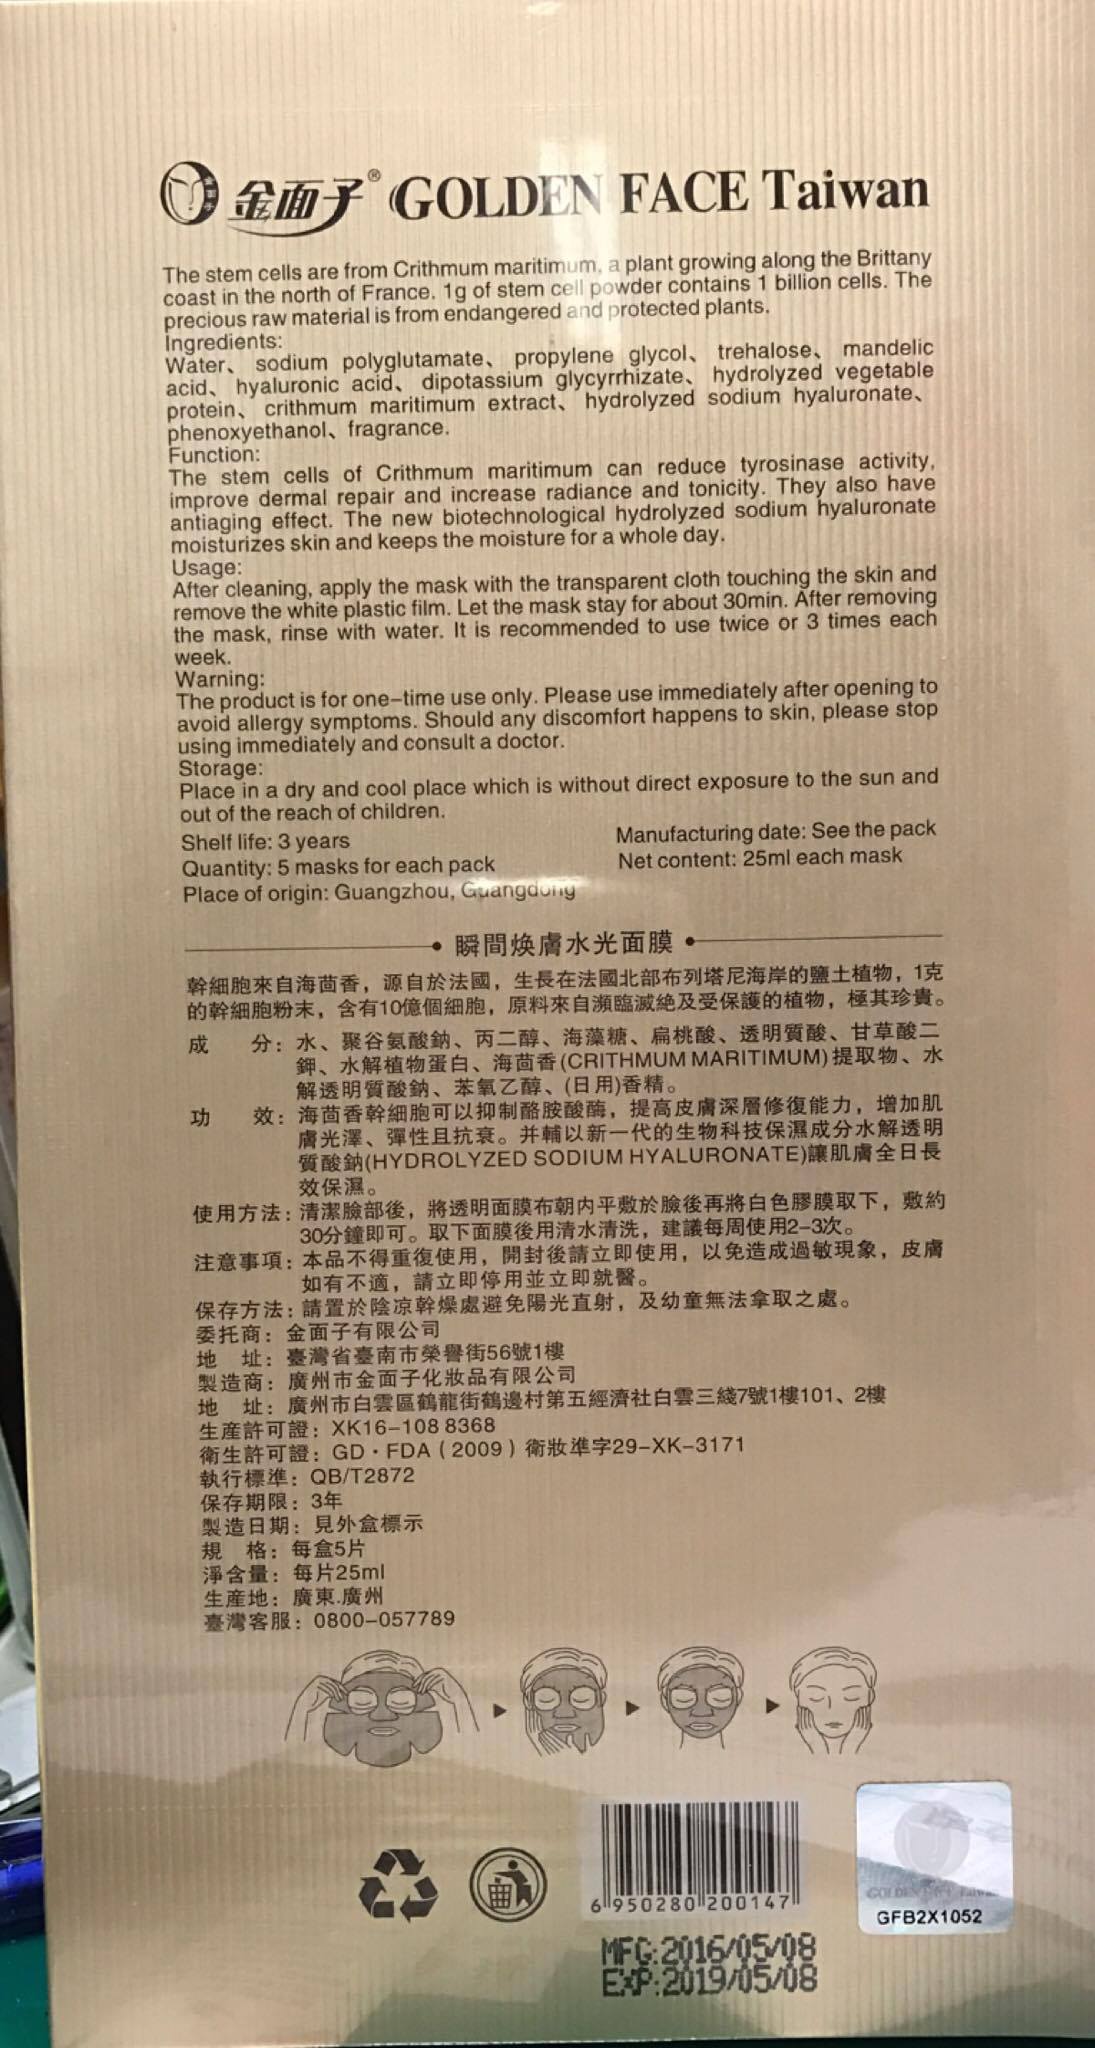 金面子® GOLDEN FACE Taiwan
The stem cells are from Crithmum maritimum, a plant growing along the Brittany
coast in the north of France. 1g of stem cell powder contains 1 billion cells. The
precious raw material is from endangered and protected plants.
Ingredients:
Water、 sodium polyglutamate、 propylene glycol、 trehalose、 mandelic
acid、 hyaluronic acid、 dipotassium glycyrrhizate、 hydrolyzed vegetable
protein、 crithmum maritimum extract、 hydrolyzed sodium hyaluronate、
phenoxyethanol、 fragrance.
Function:
The stem cells of Crithmum maritimum can reduce tyrosinase activity,
improve dermal repair and increase radiance and tonicity. They also have
antiaging effect. The new biotechnological hydrolyzed sodium hyaluronate
moisturizes skin and keeps the moisture for a whole day.
Usage:
After cleaning, apply the mask with the transparent cloth touching the skin and
remove the white plastic film. Let the mask stay for about 30min. After removing
the mask, rinse with water. It is recommended to use twice or 3 times each
week.
Warning:
The product is for one-time use only. Please use immediately after opening to
avoid allergy symptoms. Should any discomfort happens to skin, please stop
using immediately and consult a doctor.
Storage:
Place in a dry and cool place which is without direct exposure to the sun and
out of the reach of children.
Shelf life: 3 years Manufacturing date: See the pack
Quantity: 5 masks for each pack Net content: 25ml each mask
Place of origin: Guangzhou, Guangdong
瞬間煥膚水光面膜
幹細胞來自海茴香，源自於法國，生長在法國北部布列塔尼海岸的鹽土植物，1克
的幹細胞粉末，含有10億個細胞，原料來自瀕臨滅絶及受保護的植物，極其珍貴。
成 分：水、聚谷氨酸鈉、丙二醇、海藻糖、扁桃酸、透明質酸、甘草酸二
鉀、水解植物蛋白、海茴香(CRITHMUM MARITIMUM)提取物、水
解透明質酸鈉、苯氧乙醇、(日用)香精。
功 效：海茴香幹細胞可以抑制酪胺酸酶，提高皮膚深層修復能力，增加肌
膚光澤、彈性且抗衰。并輔以新一代的生物科技保濕成分水解透明
質酸鈉(HYDROLYZED SODIUM HYALURONATE)讓肌膚全日長
效保濕。
使用方法：清潔臉部後，將透明面膜布朝内平敷於臉後再將白色膠膜取下，敷約
30分鐘即可。取下面膜後用清水清洗，建議每周使用2-3次。
注意事項：本品不得重復使用，開封後請立即使用，以免造成過敏現象，皮膚
如有不適，請立即停用並立即就醫。
保存方法：請置於陰凉幹燥處避免陽光直射，及幼童無法拿取之處。
委托商：金面子有限公司
地 址：臺灣省臺南市榮譽街56號1樓
製造商：廣州市金面子化妝品有限公司
地 址：廣州市白雲區鶴龍街鶴邊村第五經濟社白雲三綫7號1樓101、2樓
生産許可證：XK16-108 8368
衛生許可證：GD·FDA（2009）衛妝準字29-XK-3171
執行標準：QB/T2872
保存期限：3年
製造日期：見外盒標示
規 格：每盒5片
淨含量：每片25ml
生産地：廣東.廣州
臺灣客服：0800-057789
6 950280 200147
GOLDEN FACE Taiwan
GFB2X1052
MFG:2016/05/08
EXP:2019/05/08